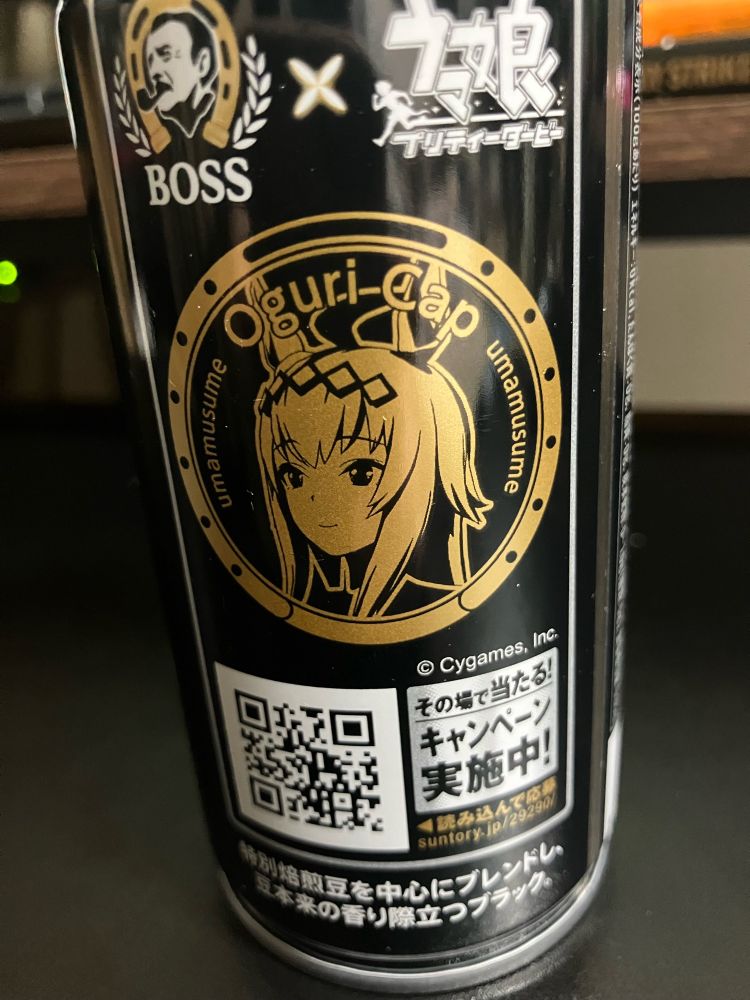 BOSS
×
ウマ娘
プリティーダービー
Oguri Cap
umamusume
umamusume
© Cygames, Inc.
その場で当たる!
キャンペーン
実施中!
◀読み込んで応募
suntory.jp/29290/
特別焙煎豆を中心にブレンドし、
豆本来の香り際立つブラック。
STRIKE